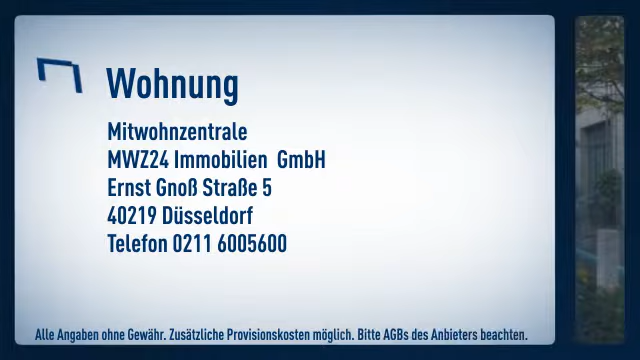 Wohnung
Mitwohnzentrale
MWZ24 Immobilien GmbH
Ernst Gnoß Straße 5
40219 Düsseldorf
Telefon 0211 6005600
Alle Angaben ohne Gewähr. Zusätzliche Provisionskosten möglich. Bitte AGBs des Anbieters beachten.